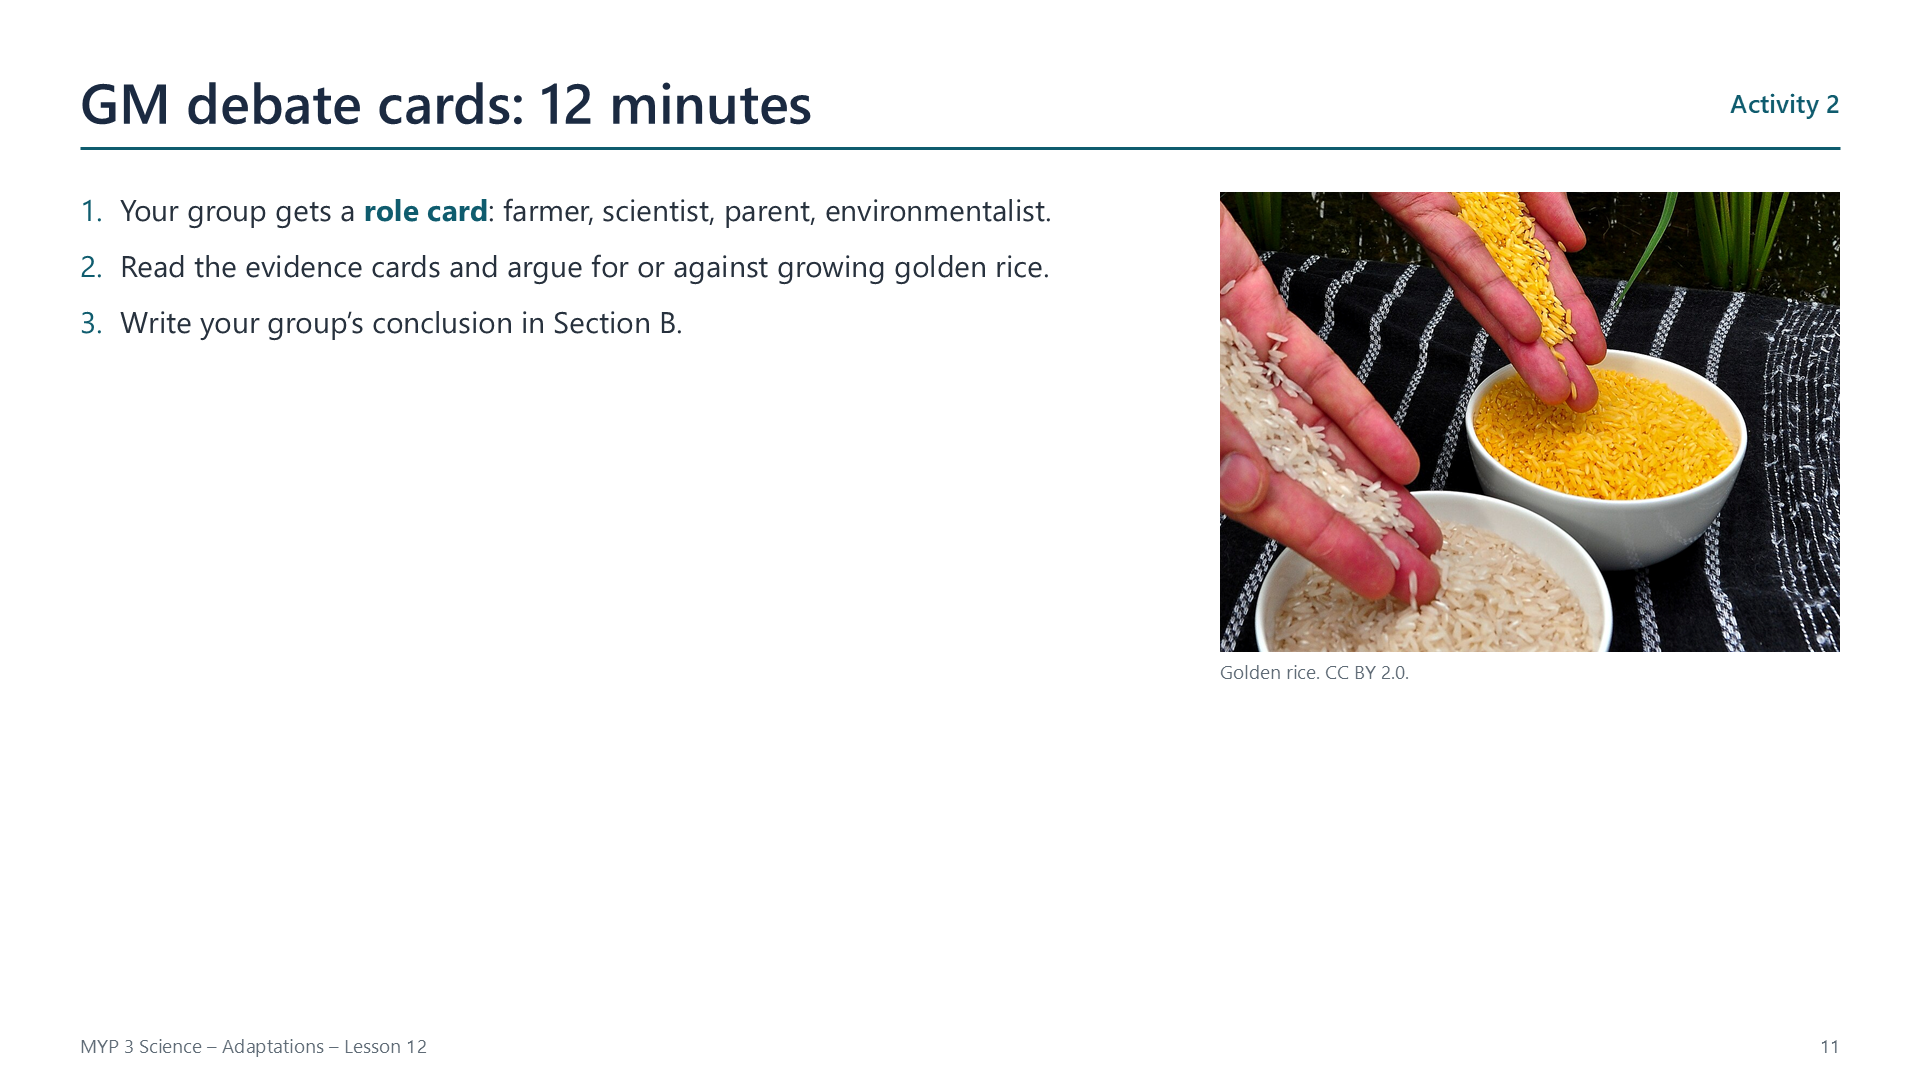 GM debate cards: 12 minutes
Activity 2
1. Your group gets a role card: farmer, scientist, parent, environmentalist.
2. Read the evidence cards and argue for or against growing golden rice.
3. Write your group’s conclusion in Section B.
Golden rice. CC BY 2.0.
MYP 3 Science – Adaptations – Lesson 12
11